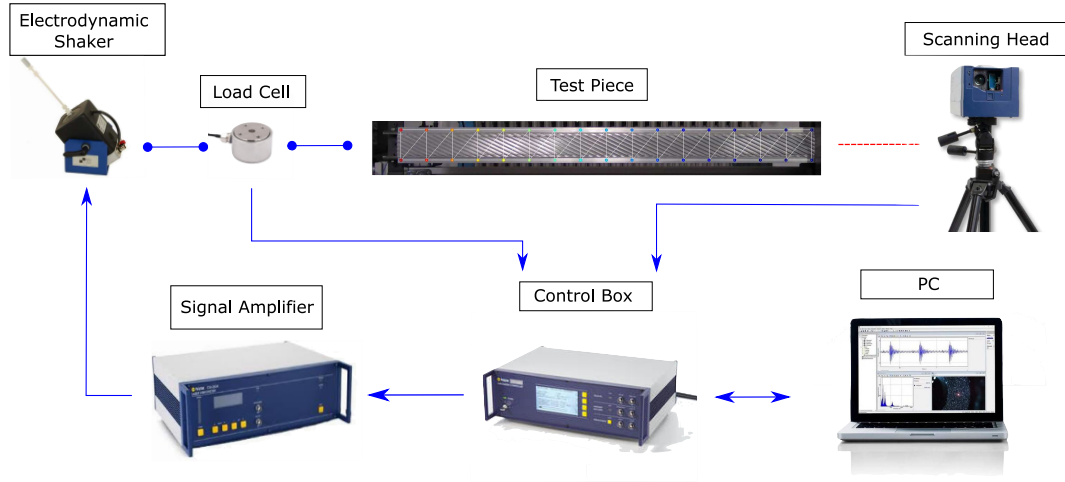 Electrodynamic
Shaker
Load Cell
Test Piece
Scanning Head
Signal Amplifier
Control Box
PC